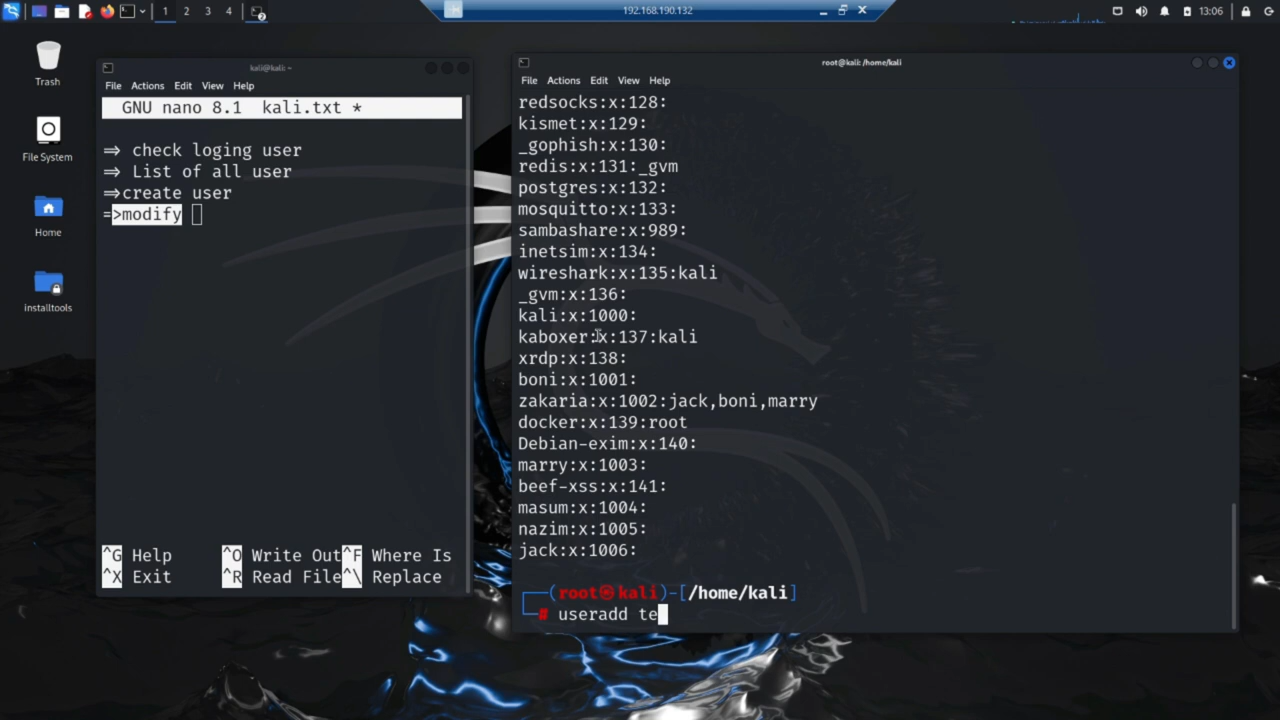 1 2 3 4 2
192.168.190.132
13:06
Trash
File System
Home
installtools
kali@kali: ~
File Actions Edit View Help
GNU nano 8.1 kali.txt *
=> check loging user
=> List of all user
=>create user
=>modify
^G Help ^O Write Out ^F Where Is
^X Exit ^R Read File ^\ Replace
root@kali: /home/kali
File Actions Edit View Help
redsocks:x:128:
kismet:x:129:
_gophish:x:130:
redis:x:131:_gvm
postgres:x:132:
mosquitto:x:133:
sambashare:x:989:
inetsim:x:134:
wireshark:x:135:kali
_gvm:x:136:
kali:x:1000:
kaboxer:x:137:kali
xrdp:x:138:
boni:x:1001:
zakaria:x:1002:jack,boni,marry
docker:x:139:root
Debian-exim:x:140:
marry:x:1003:
beef-xss:x:141:
masum:x:1004:
nazim:x:1005:
jack:x:1006:
┌──(root㉿kali)-[/home/kali]
└─# useradd te